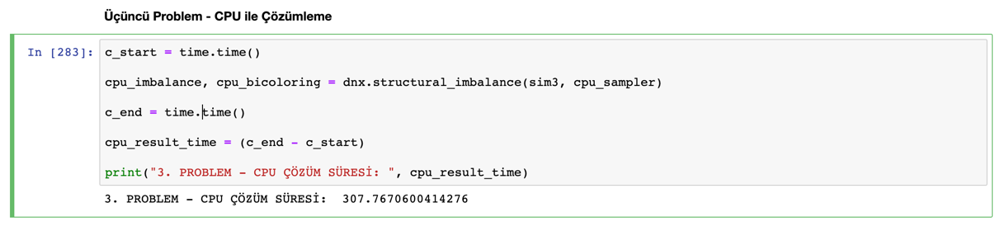 Üçüncü Problem - CPU ile Çözümleme
In [283]: c_start = time.time()
cpu_imbalance, cpu_bicoloring = dnx.structural_imbalance(sim3, cpu_sampler)
c_end = time.time()
cpu_result_time = (c_end - c_start)
print("3. PROBLEM - CPU ÇÖZÜM SÜRESİ: ", cpu_result_time)
3. PROBLEM - CPU ÇÖZÜM SÜRESİ:  307.7670600414276